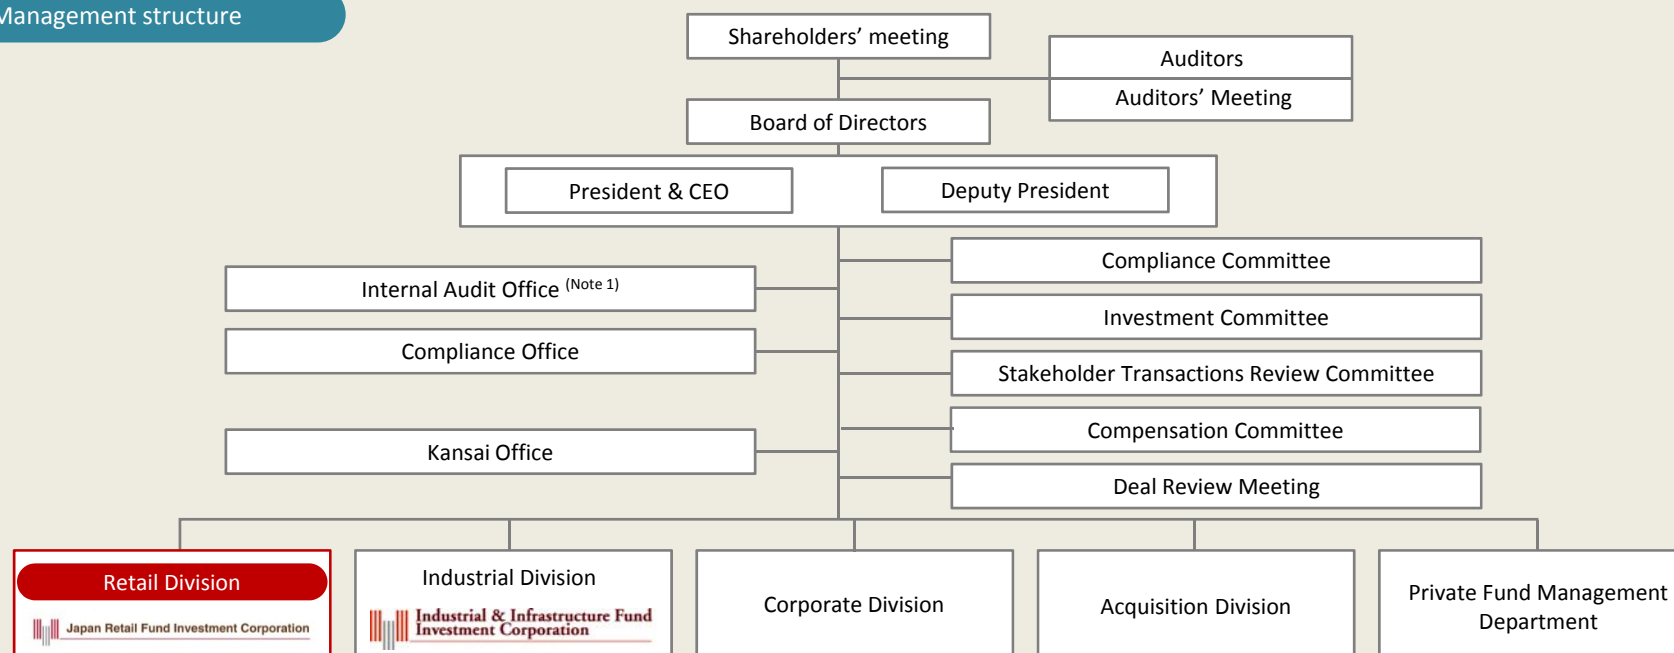 Management structure
Shareholders’ meeting
Auditors
Auditors’ Meeting
Board of Directors
President & CEO
Deputy President
Compliance Committee
Internal Audit Office (Note 1)
Investment Committee
Compliance Office
Stakeholder Transactions Review Committee
Compensation Committee
Kansai Office
Deal Review Meeting
Retail Division
Japan Retail Fund Investment Corporation
Industrial Division
Industrial & Infrastructure Fund
Investment Corporation
Corporate Division
Acquisition Division
Private Fund Management
Department